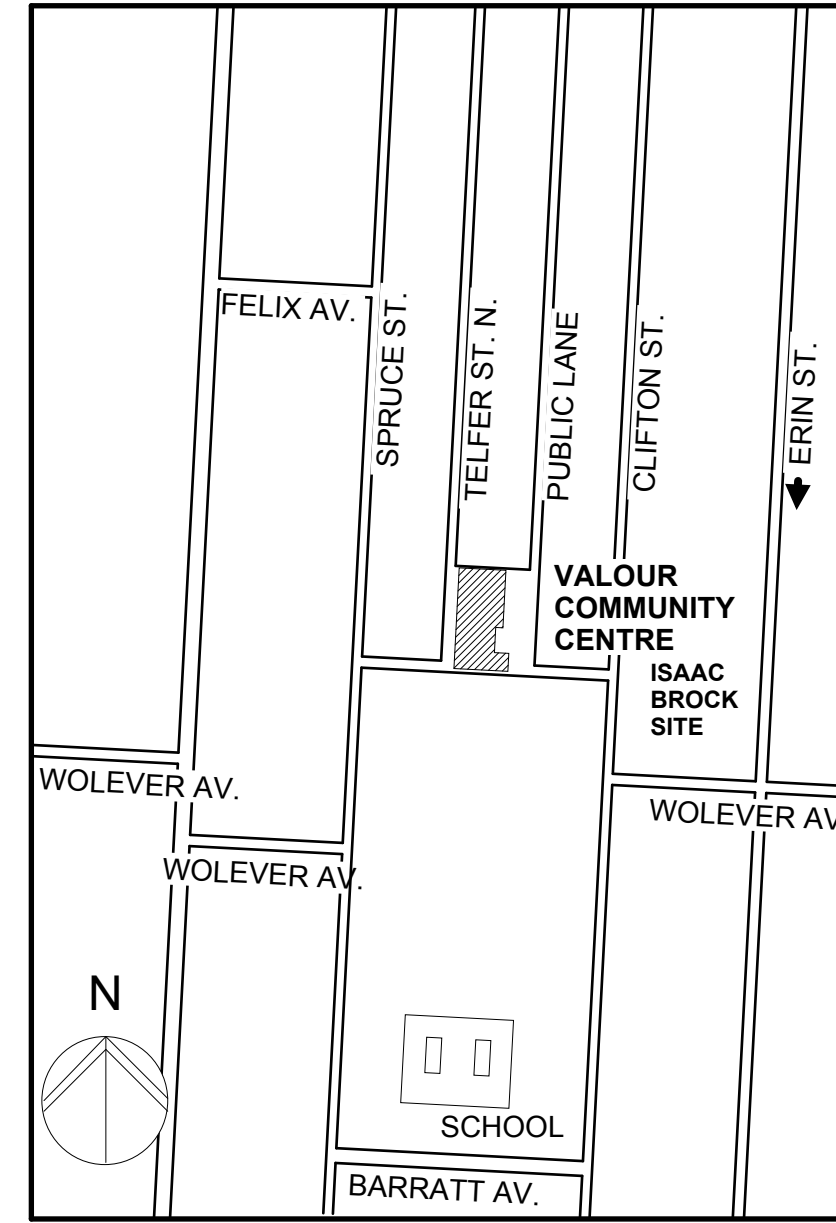 FELIX AV.
SPRUCE ST.
TELFER ST. N.
PUBLIC LANE
CLIFTON ST.
ERIN ST.
VALOUR
COMMUNITY
CENTRE
ISAAC
BROCK
SITE
WOLEVER AV.
WOLEVER AV
WOLEVER AV.
N
SCHOOL
BARRATT AV.